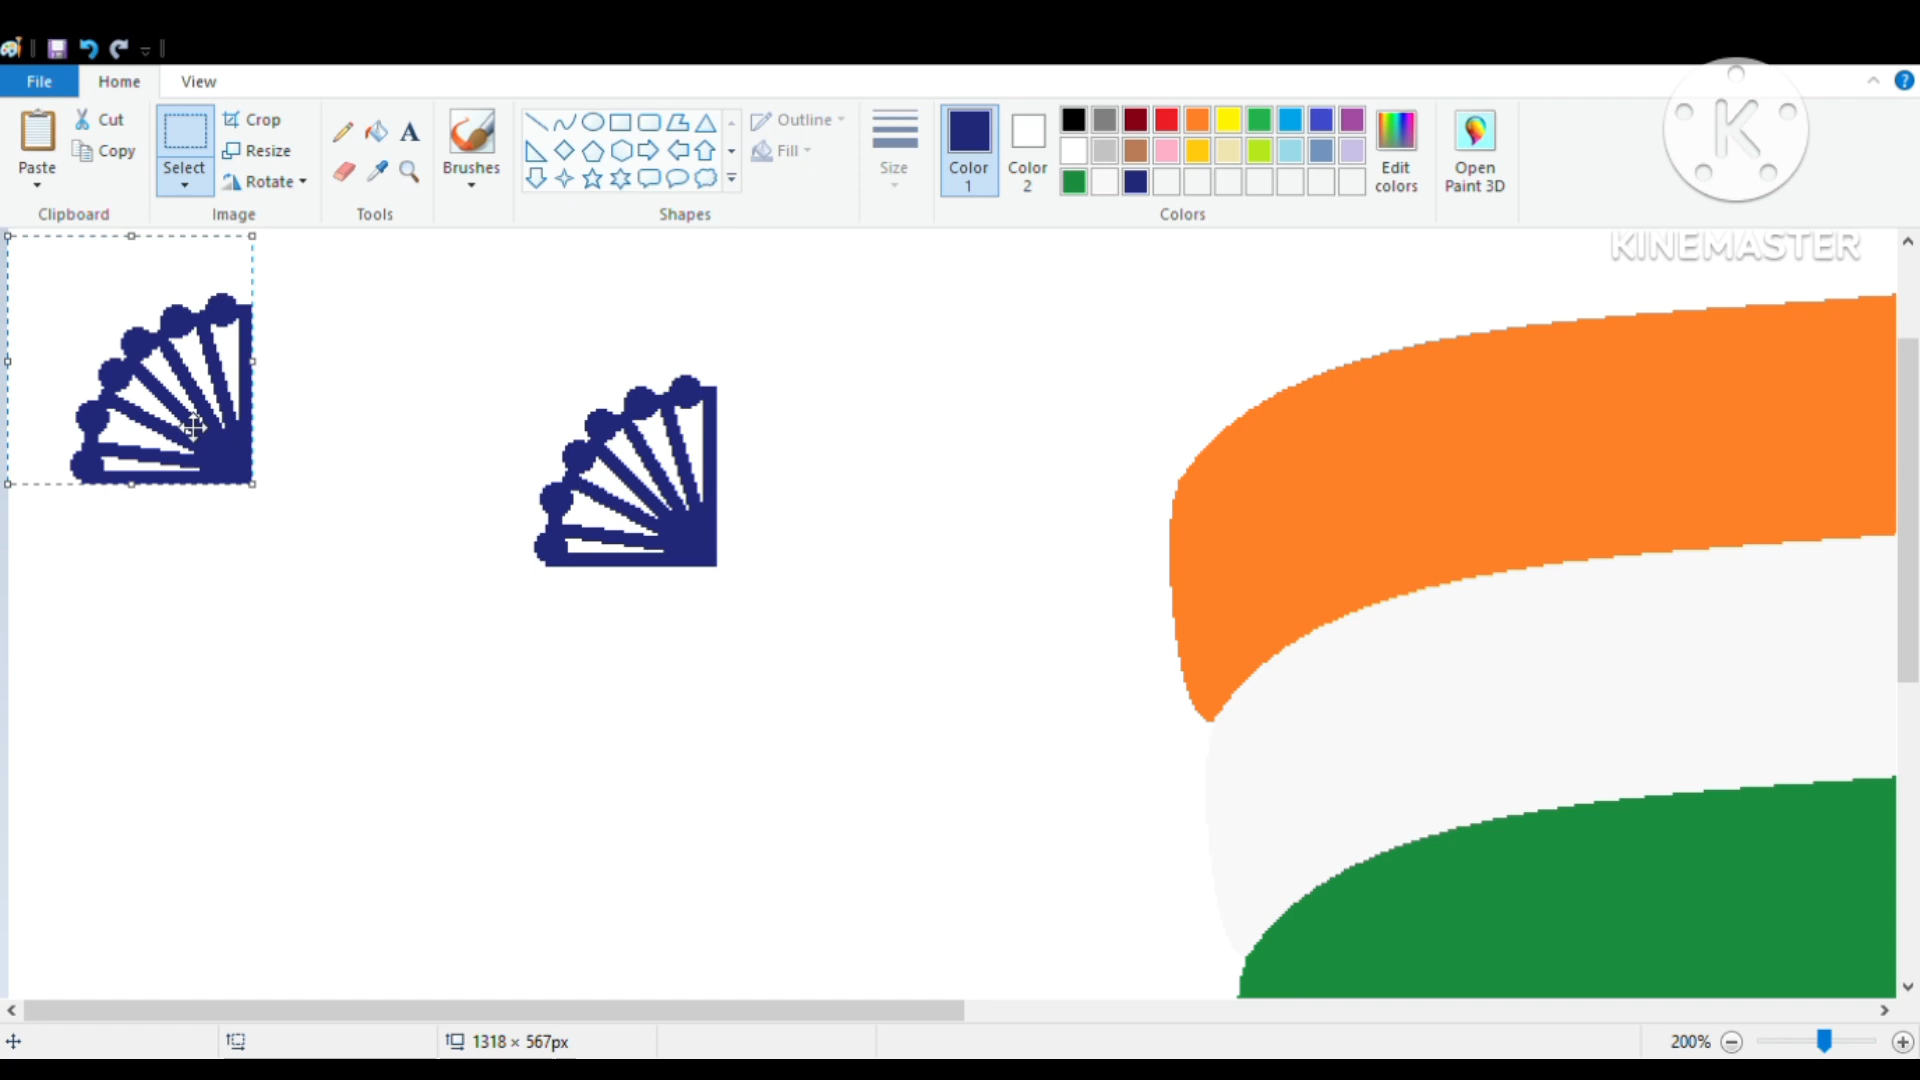 File Home View
Paste
Cut
Copy
Clipboard
Select
Crop
Resize
Rotate
Image
A
Tools
Brushes
Shapes
Outline
Fill
Size
Color 1
Color 2
Colors
Edit colors
Open Paint 3D
?
K
KINEMASTER
1318 × 567px
200%